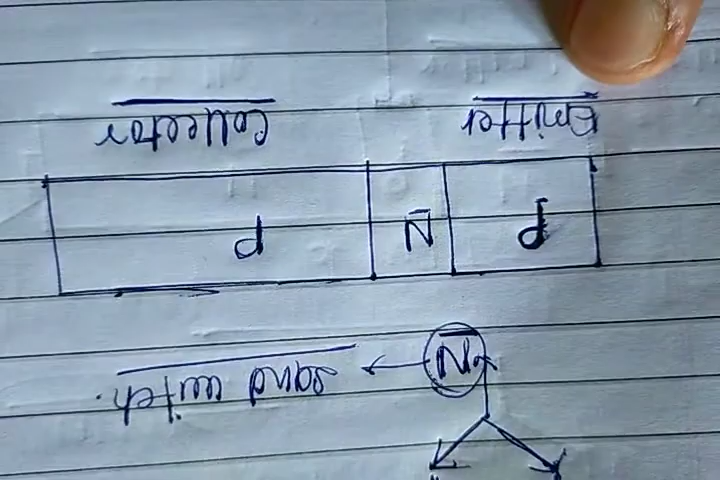 N → sand witch.
P N P
Emitter Collector